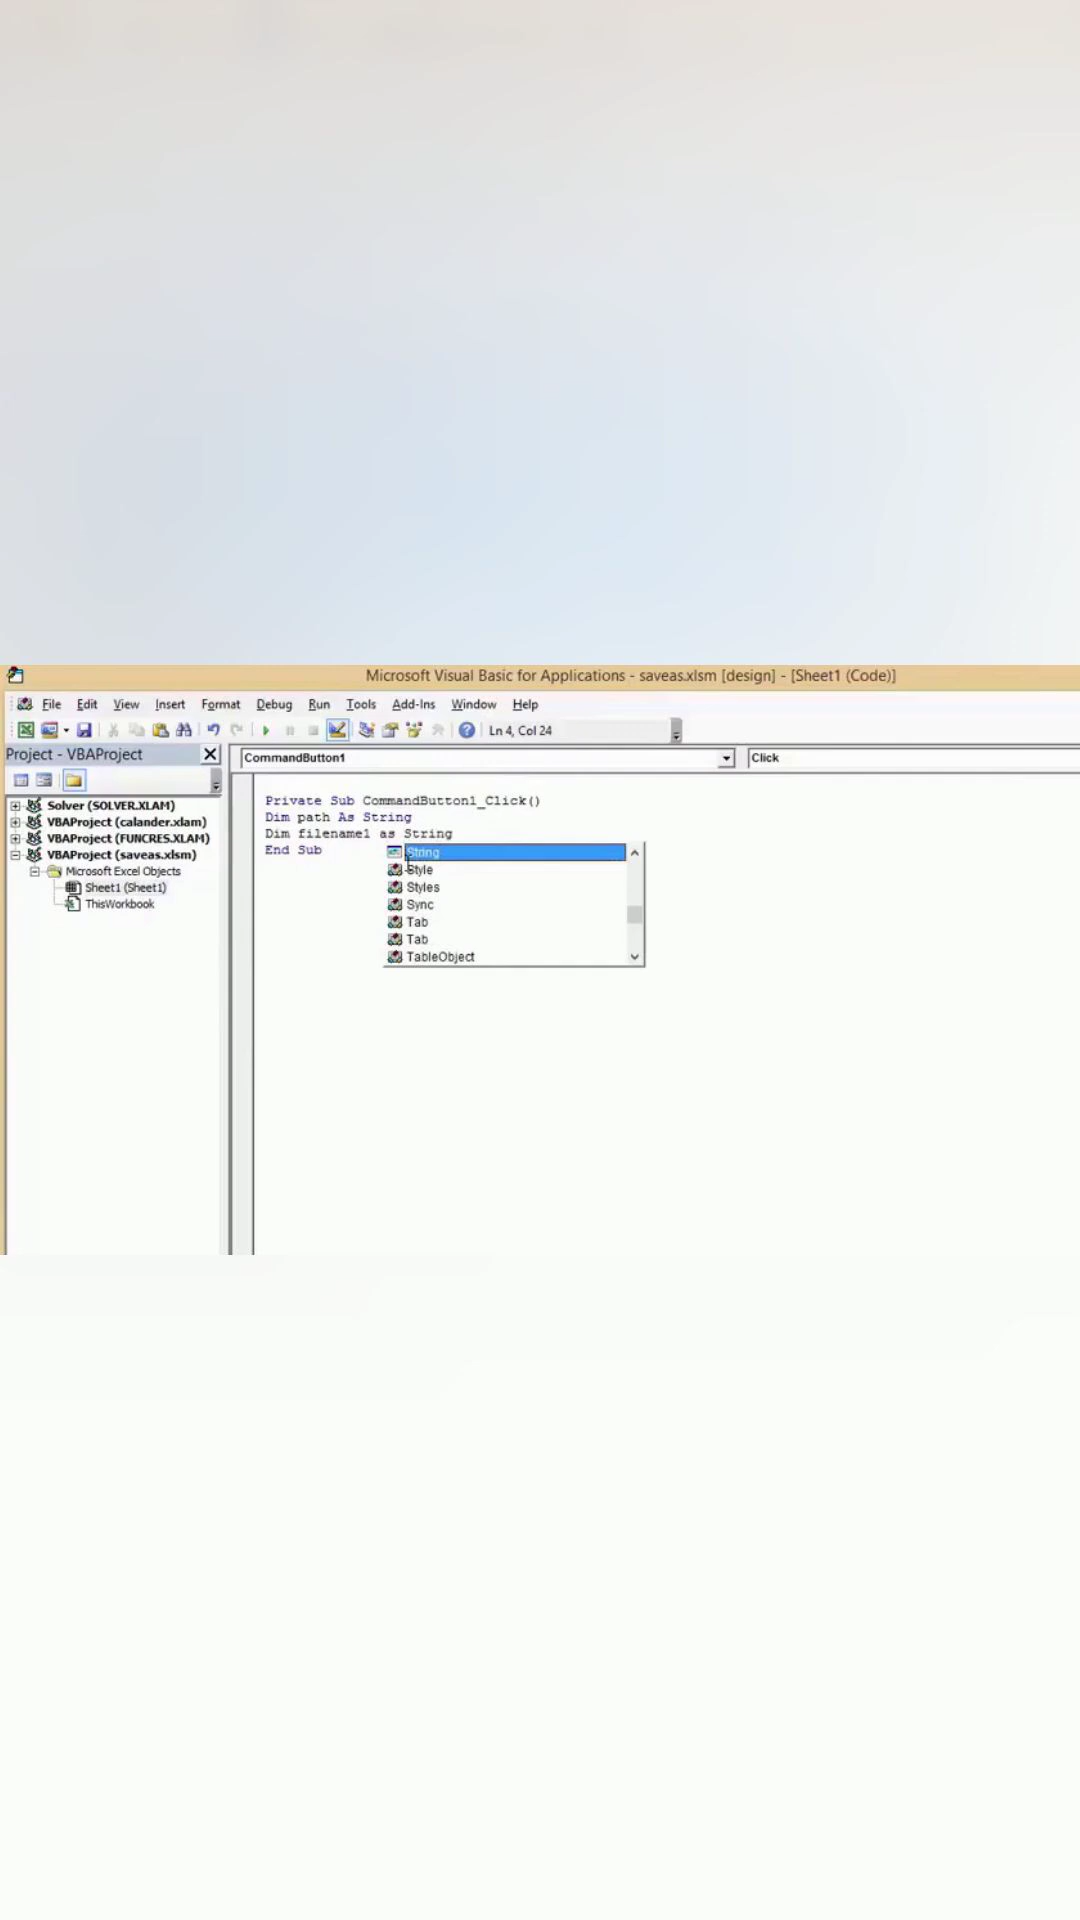 Microsoft Visual Basic for Applications - saveas.xlsm [design] - [Sheet1 (Code)]
File Edit View Insert Format Debug Run Tools Add-Ins Window Help
Ln 4, Col 24
Project - VBAProject
CommandButton1
Click
Solver (SOLVER.XLAM)
VBAProject (calander.xlam)
VBAProject (FUNCRES.XLAM)
VBAProject (saveas.xlsm)
Microsoft Excel Objects
Sheet1 (Sheet1)
ThisWorkbook
Private Sub CommandButton1_Click()
Dim path As String
Dim filename1 as String
End Sub
String
Style
Styles
Sync
Tab
Tab
TableObject